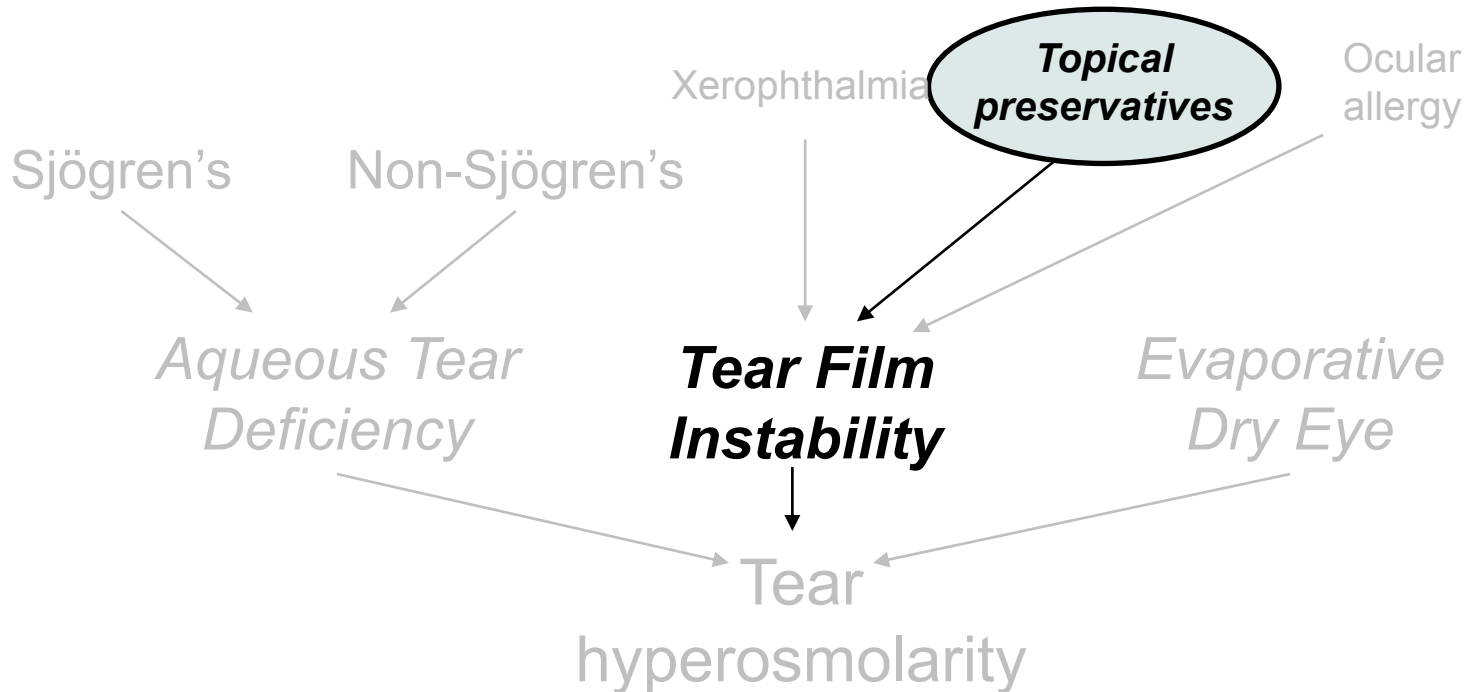 Xerophthalmia
Topical
preservatives
Ocular
allergy
Sjögren’s
Non-Sjögren’s
Aqueous Tear
Deficiency
Tear Film
Instability
Evaporative
Dry Eye
Tear
hyperosmolarity